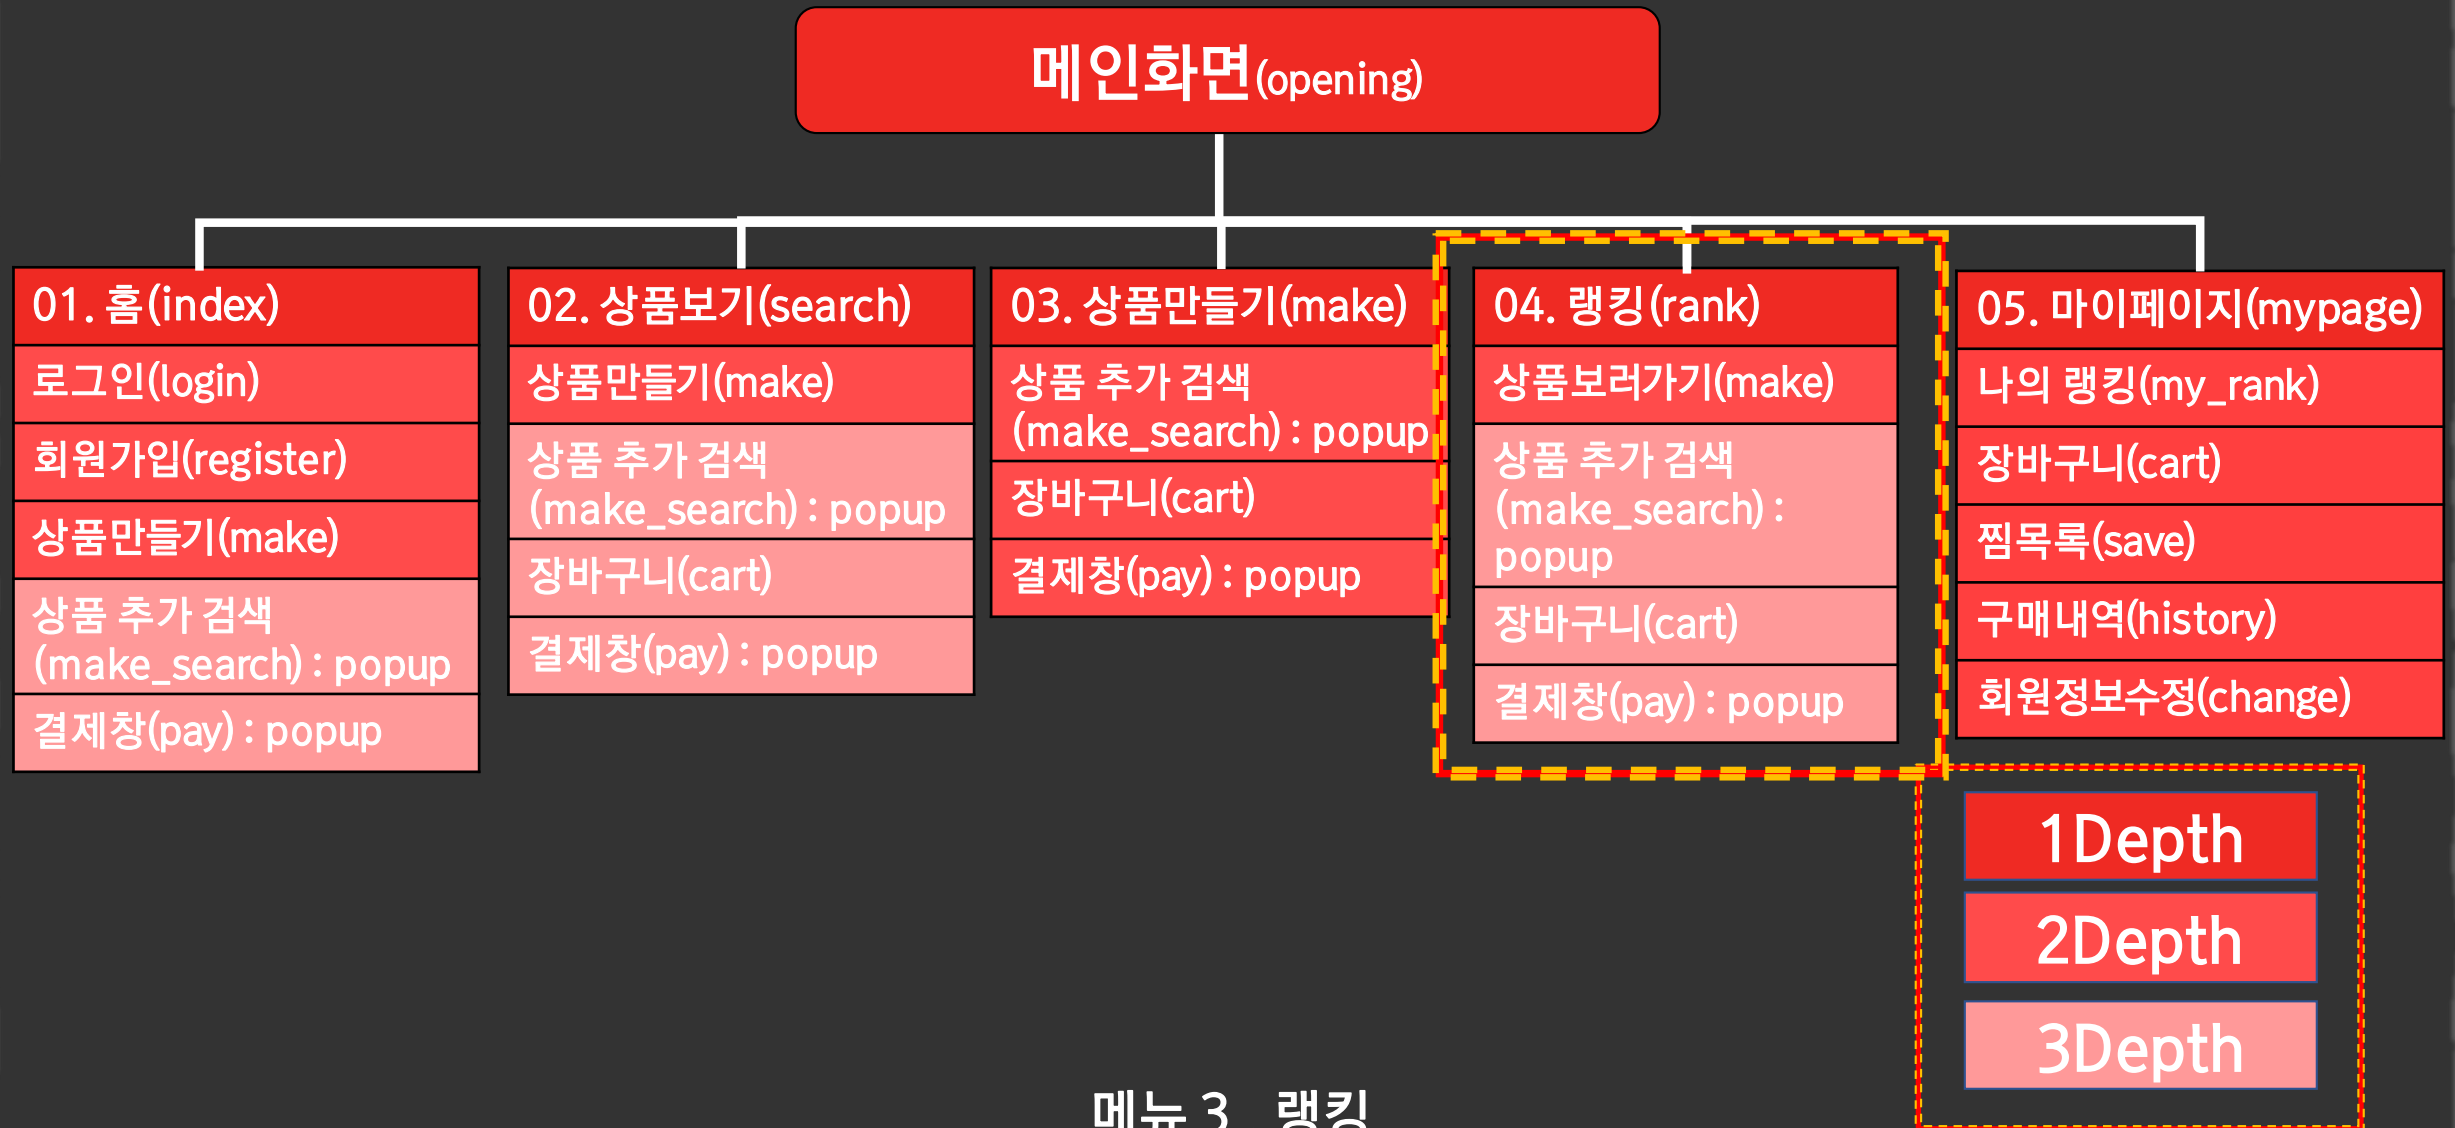 메인화면(opening)
01. 홈(index)
로그인(login)
회원가입(register)
상품만들기(make)
상품 추가 검색
(make_search) : popup
결제창(pay) : popup
02. 상품보기(search)
상품만들기(make)
상품 추가 검색
(make_search) : popup
장바구니(cart)
결제창(pay) : popup
03. 상품만들기(make)
상품 추가 검색
(make_search) : popup
장바구니(cart)
결제창(pay) : popup
04. 랭킹(rank)
상품보러가기(make)
상품 추가 검색
(make_search) :
popup
장바구니(cart)
결제창(pay) : popup
05. 마이페이지(mypage)
나의 랭킹(my_rank)
장바구니(cart)
찜목록(save)
구매내역(history)
회원정보수정(change)
1Depth
2Depth
3Depth
메뉴 3 랭킹